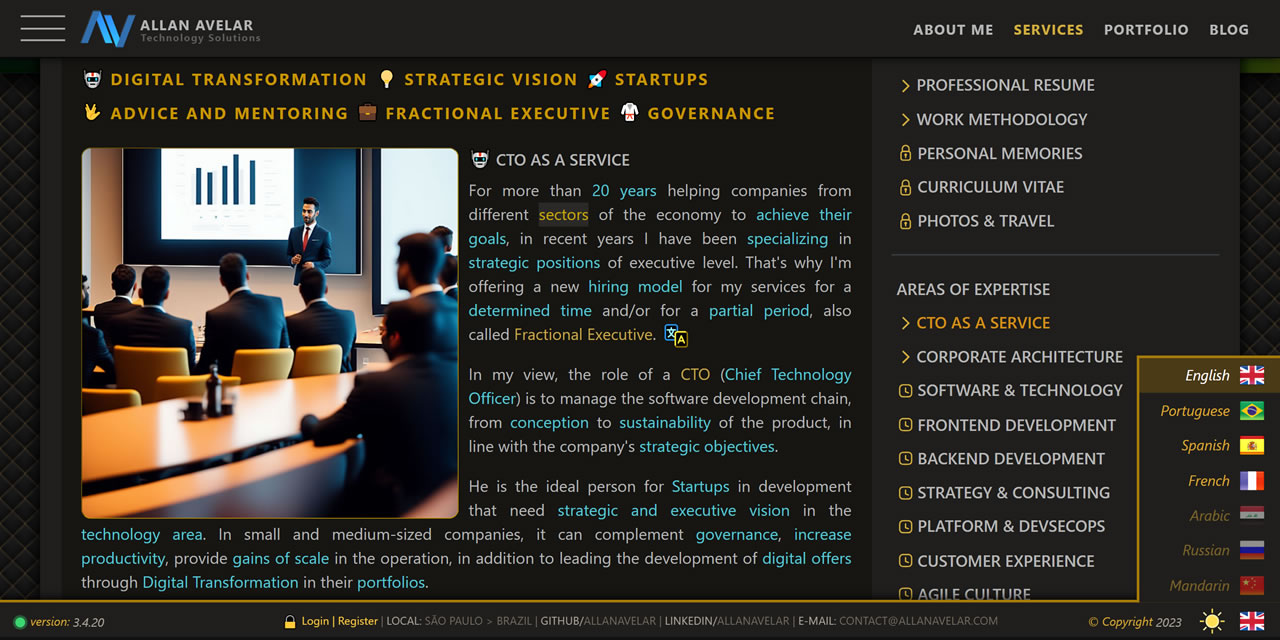 ALLAN AVELAR
Technology Solutions
ABOUT ME SERVICES PORTFOLIO BLOG
DIGITAL TRANSFORMATION STRATEGIC VISION STARTUPS
ADVICE AND MENTORING FRACTIONAL EXECUTIVE GOVERNANCE
CTO AS A SERVICE
For more than 20 years helping companies from
different sectors of the economy to achieve their
goals, in recent years I have been specializing in
strategic positions of executive level. That's why I'm
offering a new hiring model for my services for a
determined time and/or for a partial period, also
called Fractional Executive.
In my view, the role of a CTO (Chief Technology
Officer) is to manage the software development chain,
from conception to sustainability of the product, in
line with the company's strategic objectives.
He is the ideal person for Startups in development
that need strategic and executive vision in the
technology area. In small and medium-sized companies, it can complement governance, increase
productivity, provide gains of scale in the operation, in addition to leading the development of digital offers
through Digital Transformation in their portfolios.
PROFESSIONAL RESUME
WORK METHODOLOGY
PERSONAL MEMORIES
CURRICULUM VITAE
PHOTOS & TRAVEL
AREAS OF EXPERTISE
CTO AS A SERVICE
CORPORATE ARCHITECTURE
SOFTWARE & TECHNOLOGY
FRONTEND DEVELOPMENT
BACKEND DEVELOPMENT
STRATEGY & CONSULTING
PLATFORM & DEVSECOPS
CUSTOMER EXPERIENCE
AGILE CULTURE
English
Portuguese
Spanish
French
Arabic
Russian
Mandarin
version: 3.4.20
Login | Register | LOCAL: SÃO PAULO > BRAZIL | GITHUB/ALLANAVELAR | LINKEDIN/ALLANAVELAR | E-MAIL: CONTACT@ALLANAVELAR.COM
© Copyright 2023